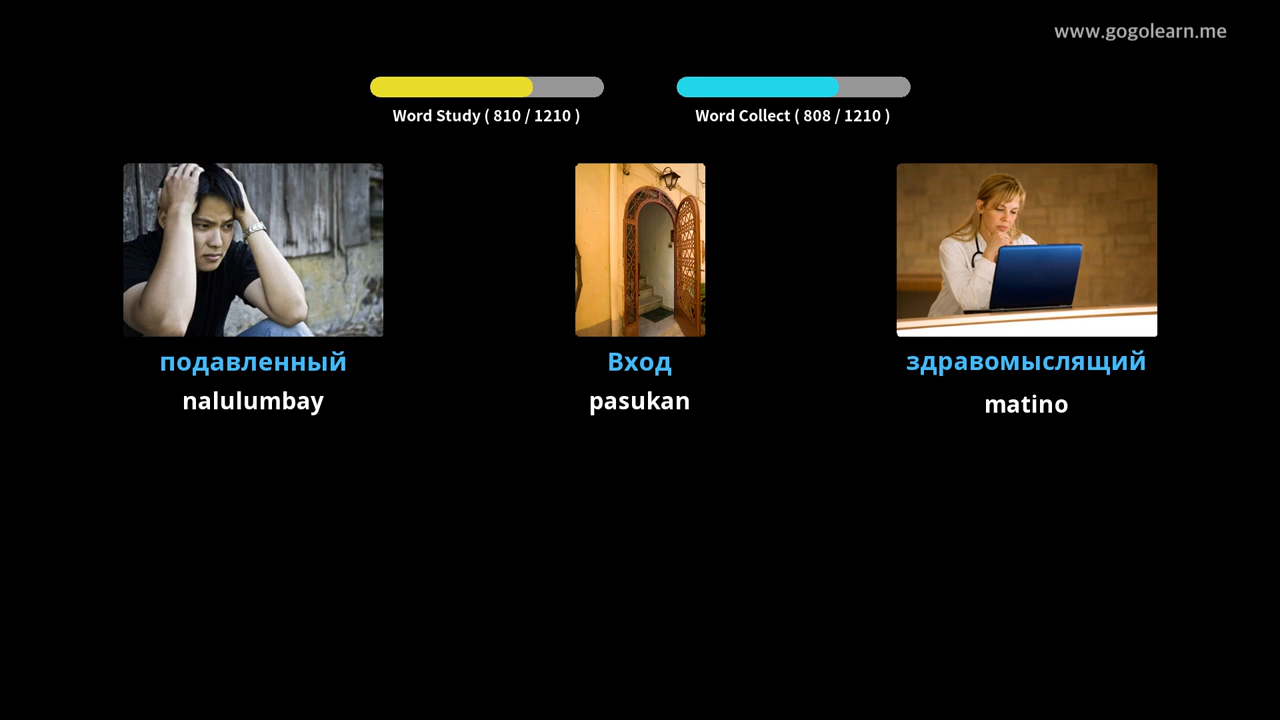 www.gogolearn.me
Word Study ( 810 / 1210 )
Word Collect ( 808 / 1210 )
подавленный
Вход
здравомыслящий
nalulumbay
pasukan
matino